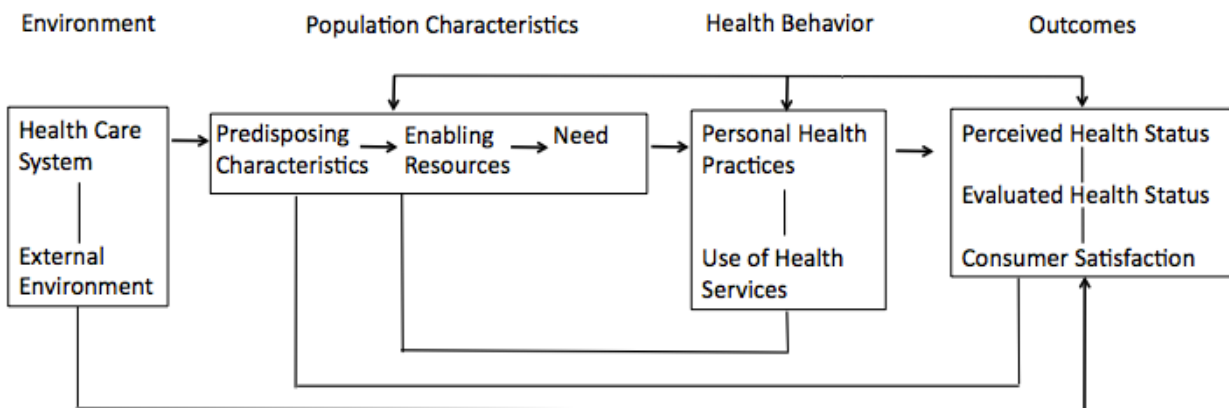 Environment
Population Characteristics
Health Behavior
Outcomes
Health Care
System
External
Environment
Predisposing
Characteristics
Enabling
Resources
Need
Personal Health
Practices
Use of Health
Services
Perceived Health Status
Evaluated Health Status
Consumer Satisfaction